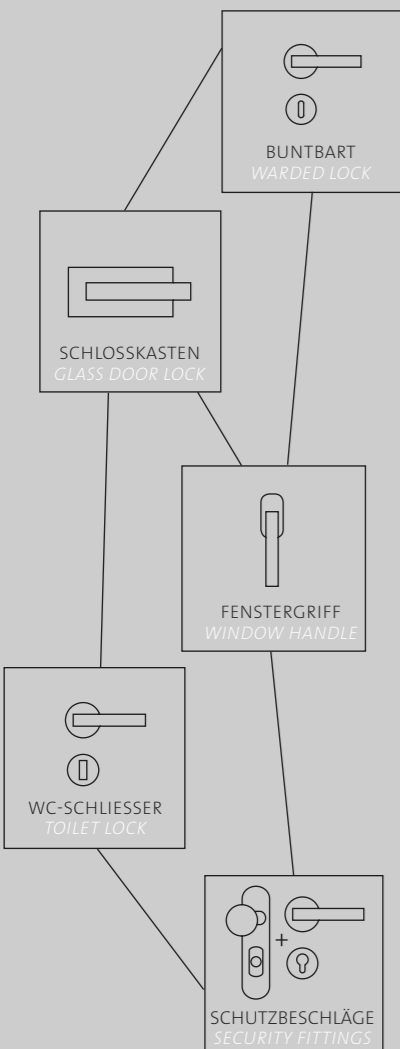 BUNTBART
WARDED LOCK
SCHLOSSKASTEN
GLASS DOOR LOCK
FENSTERGRIFF
WINDOW HANDLE
WC-SCHLIESSER
TOILET LOCK
+
SCHUTZBESCHLÄGE
SECURITY FITTINGS